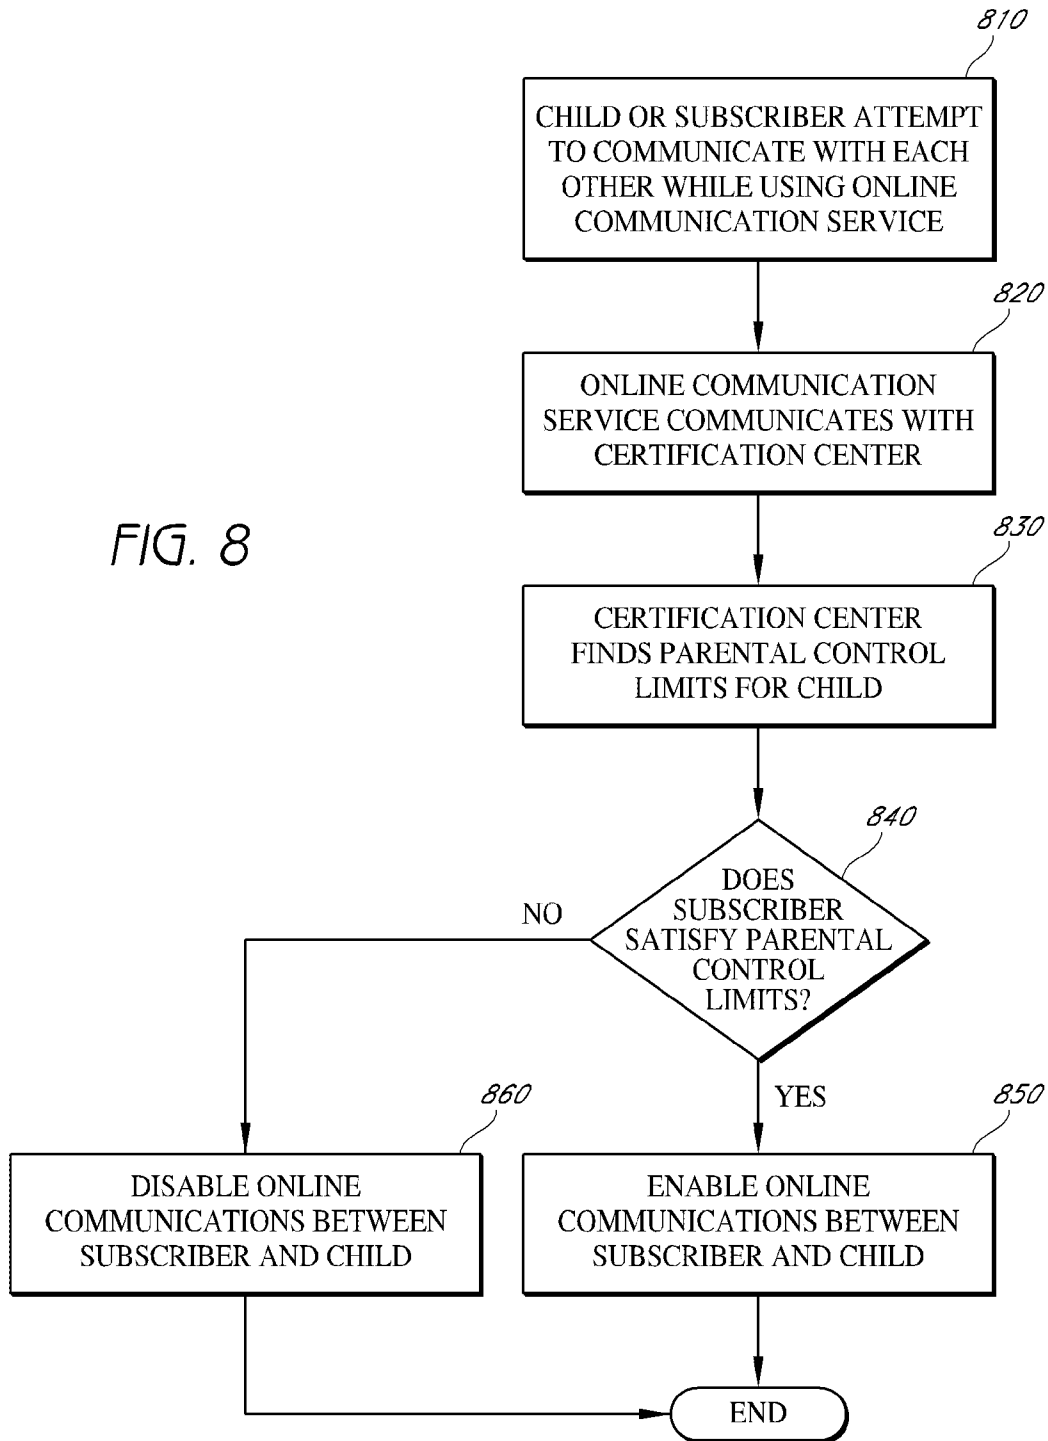 810
CHILD OR SUBSCRIBER ATTEMPT
TO COMMUNICATE WITH EACH
OTHER WHILE USING ONLINE
COMMUNICATION SERVICE
820
ONLINE COMMUNICATION
SERVICE COMMUNICATES WITH
CERTIFICATION CENTER
FIG. 8
830
CERTIFICATION CENTER
FINDS PARENTAL CONTROL
LIMITS FOR CHILD
840
DOES
SUBSCRIBER
SATISFY PARENTAL
CONTROL
LIMITS?
NO
YES
860
DISABLE ONLINE
COMMUNICATIONS BETWEEN
SUBSCRIBER AND CHILD
850
ENABLE ONLINE
COMMUNICATIONS BETWEEN
SUBSCRIBER AND CHILD
END